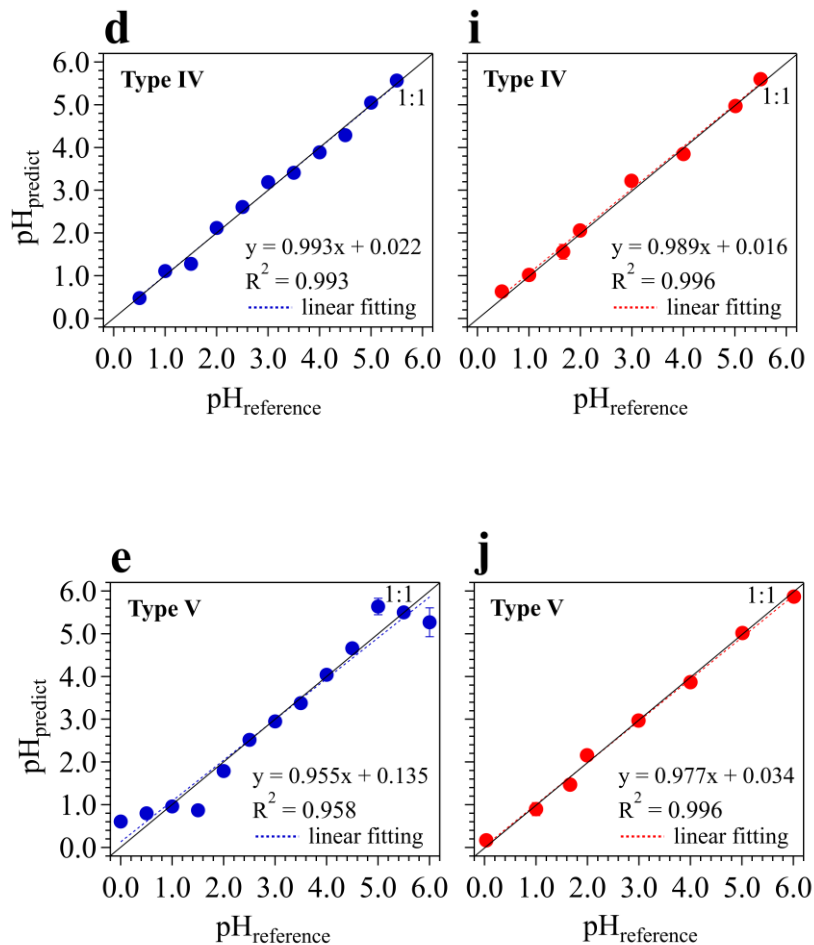 d
Type IV
1:1
6.0
5.0
4.0
3.0
2.0
1.0
0.0
pHpredict
y = 0.993x + 0.022
R² = 0.993
linear fitting
0.0 1.0 2.0 3.0 4.0 5.0 6.0
pHreference
i
Type IV
1:1
y = 0.989x + 0.016
R² = 0.996
linear fitting
0.0 1.0 2.0 3.0 4.0 5.0 6.0
pHreference
e
Type V
1:1
6.0
5.0
4.0
3.0
2.0
1.0
0.0
pHpredict
y = 0.955x + 0.135
R² = 0.958
linear fitting
0.0 1.0 2.0 3.0 4.0 5.0 6.0
pHreference
j
Type V
1:1
y = 0.977x + 0.034
R² = 0.996
linear fitting
0.0 1.0 2.0 3.0 4.0 5.0 6.0
pHreference